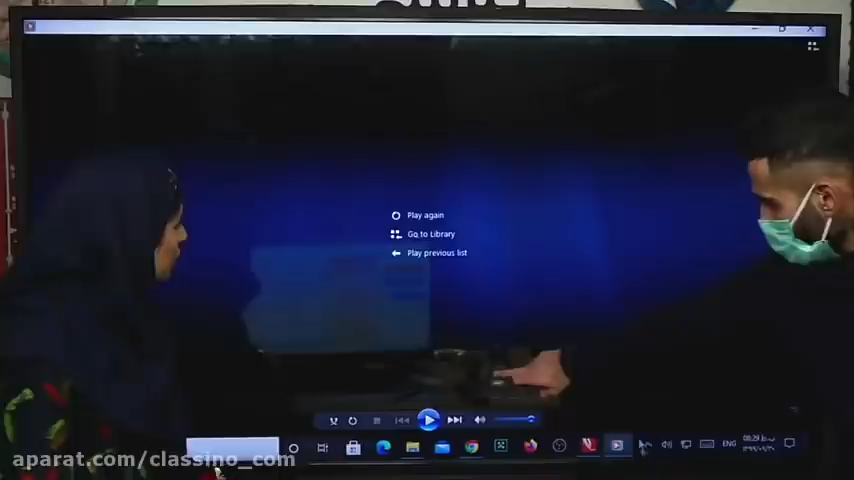 Play again
Go to Library
Play previous list
ENG
aparat.com/classino_com